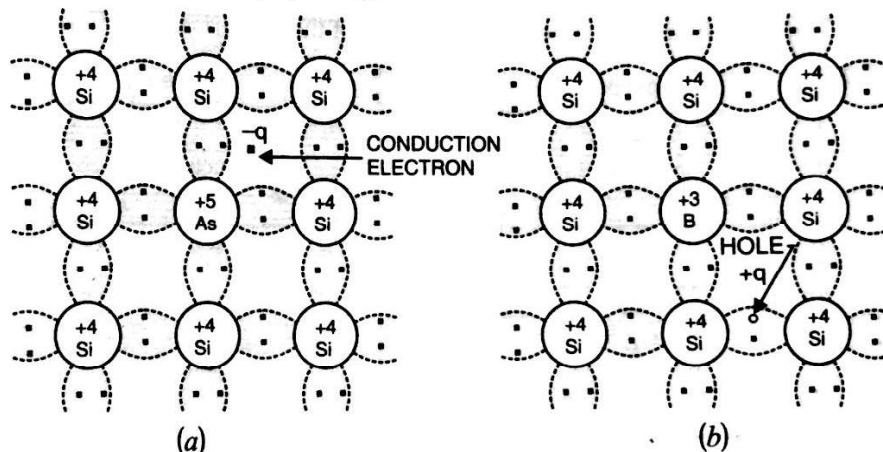 +4 Si +4 Si +4 Si
–q
CONDUCTION
ELECTRON
+4 Si +5 As +4 Si
+4 Si +4 Si +4 Si
(a)
+4 Si +4 Si +4 Si
+4 Si +3 B +4 Si
HOLE
+q
+4 Si +4 Si +4 Si
(b)